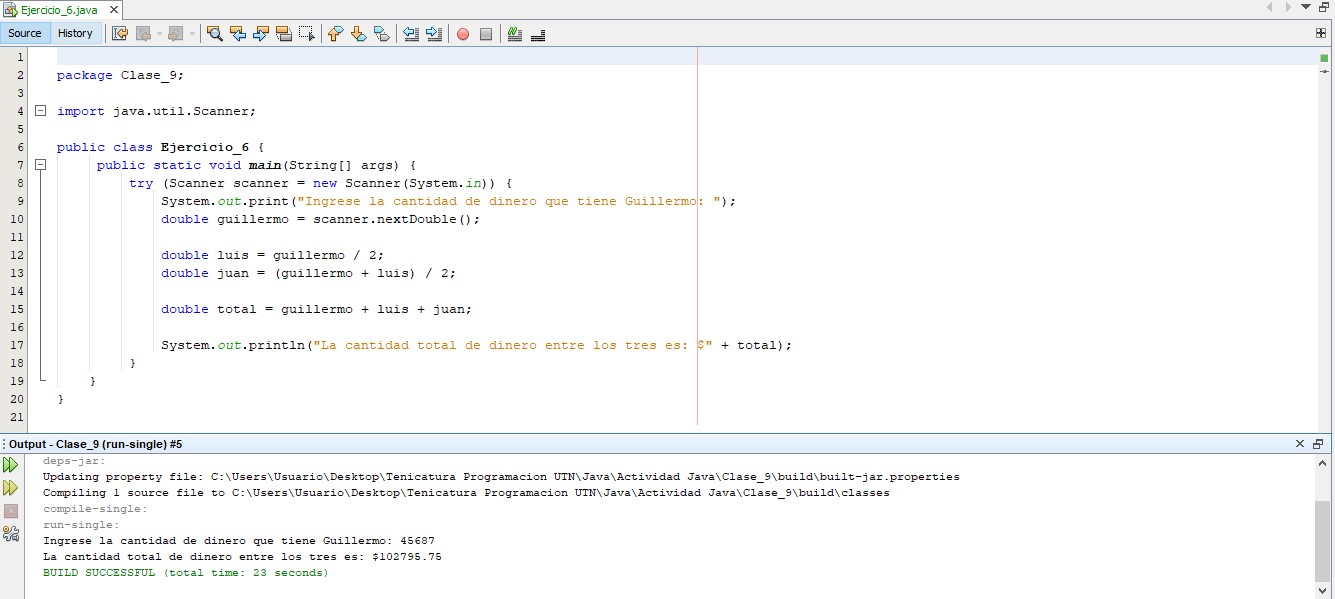 Ejercicio_6.java
Source History
1
2 package Clase_9;
3
4 import java.util.Scanner;
5
6 public class Ejercicio_6 {
7 public static void main(String[] args) {
8 try (Scanner scanner = new Scanner(System.in)) {
9 System.out.print("Ingrese la cantidad de dinero que tiene Guillermo: ");
10 double guillermo = scanner.nextDouble();
11
12 double luis = guillermo / 2;
13 double juan = (guillermo + luis) / 2;
14
15 double total = guillermo + luis + juan;
16
17 System.out.println("La cantidad total de dinero entre los tres es: $" + total);
18 }
19 }
20 }
21
Output - Clase_9 (run-single) #5
deps-jar:
Updating property file: C:\Users\Usuario\Desktop\Tenicatura Programacion UTN\Java\Actividad Java\Clase_9\build\built-jar.properties
Compiling 1 source file to C:\Users\Usuario\Desktop\Tenicatura Programacion UTN\Java\Actividad Java\Clase_9\build\classes
compile-single:
run-single:
Ingrese la cantidad de dinero que tiene Guillermo: 45687
La cantidad total de dinero entre los tres es: $102795.75
BUILD SUCCESSFUL (total time: 23 seconds)